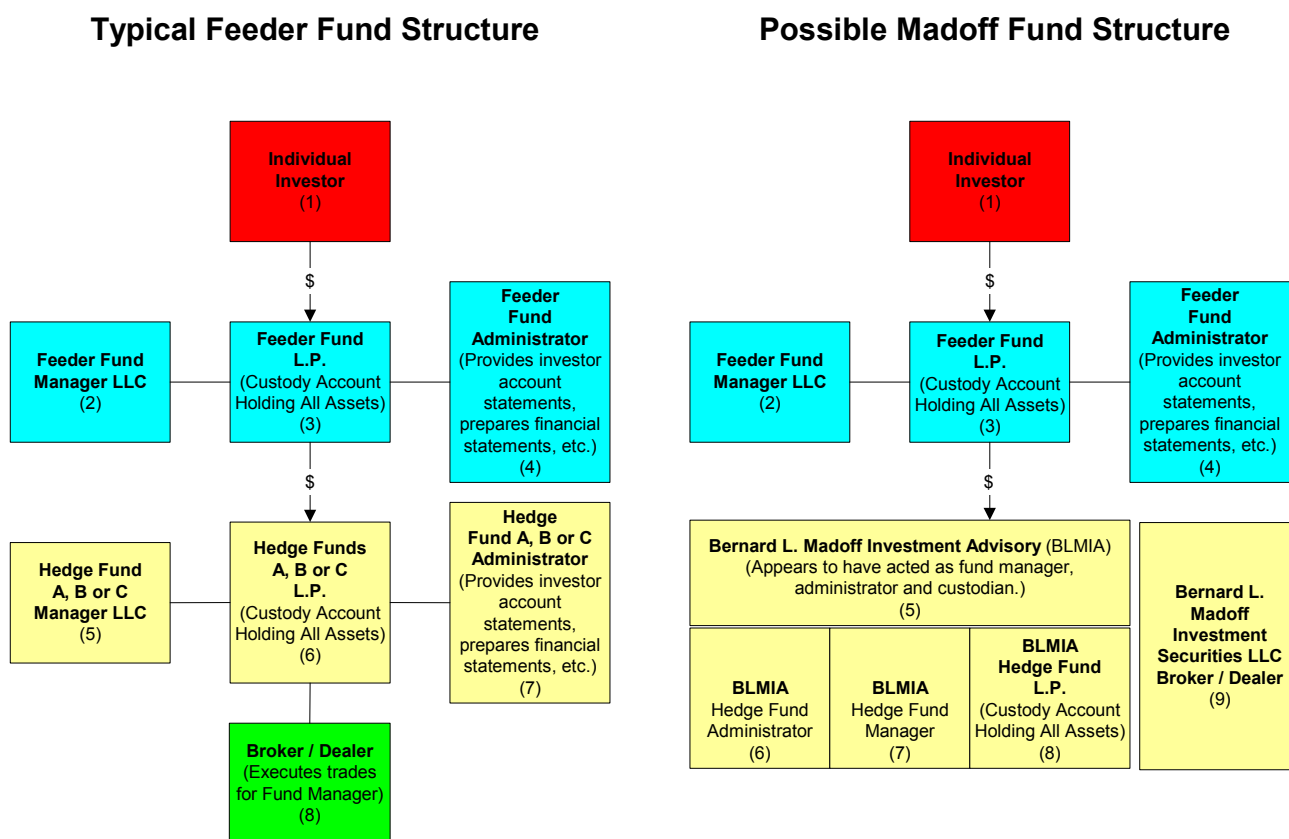 Typical Feeder Fund Structure
Individual
Investor
(1)
$
Feeder Fund
Manager LLC
(2)
Feeder Fund
L.P.
(Custody Account
Holding All Assets)
(3)
Feeder
Fund
Administrator
(Provides investor
account
statements,
prepares financial
statements, etc.)
(4)
$
Hedge Fund
A, B or C
Manager LLC
(5)
Hedge Funds
A, B or C
L.P.
(Custody Account
Holding All Assets)
(6)
Hedge
Fund A, B or C
Administrator
(Provides investor
account
statements,
prepares financial
statements, etc.)
(7)
Broker / Dealer
(Executes trades
for Fund Manager)
(8)
Possible Madoff Fund Structure
Individual
Investor
(1)
$
Feeder Fund
Manager LLC
(2)
Feeder Fund
L.P.
(Custody Account
Holding All Assets)
(3)
Feeder
Fund
Administrator
(Provides investor
account
statements,
prepares financial
statements, etc.)
(4)
$
Bernard L. Madoff Investment Advisory (BLMIA)
(Appears to have acted as fund manager,
administrator and custodian.)
(5)
BLMIA
Hedge Fund
Administrator
(6)
BLMIA
Hedge Fund
Manager
(7)
BLMIA
Hedge Fund
L.P.
(Custody Account
Holding All Assets)
(8)
Bernard L.
Madoff
Investment
Securities LLC
Broker / Dealer
(9)